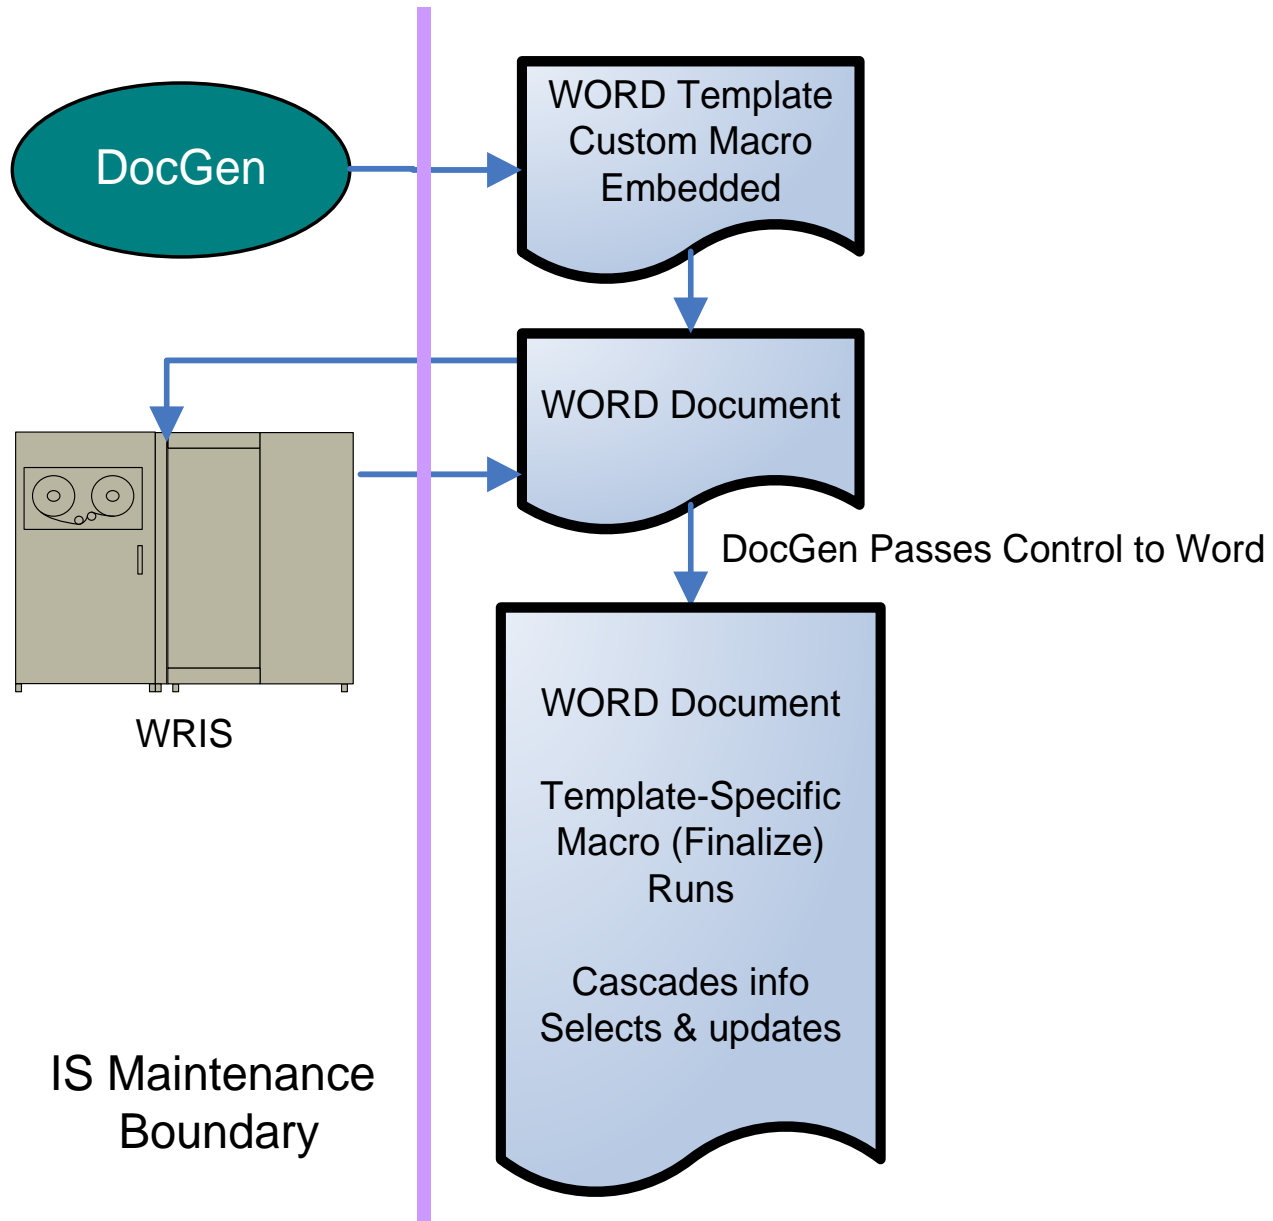 DocGen
WORD Template
Custom Macro
Embedded
WORD Document
DocGen Passes Control to Word
WRIS
WORD Document
Template-Specific
Macro (Finalize)
Runs
Cascades info
Selects & updates
IS Maintenance
Boundary